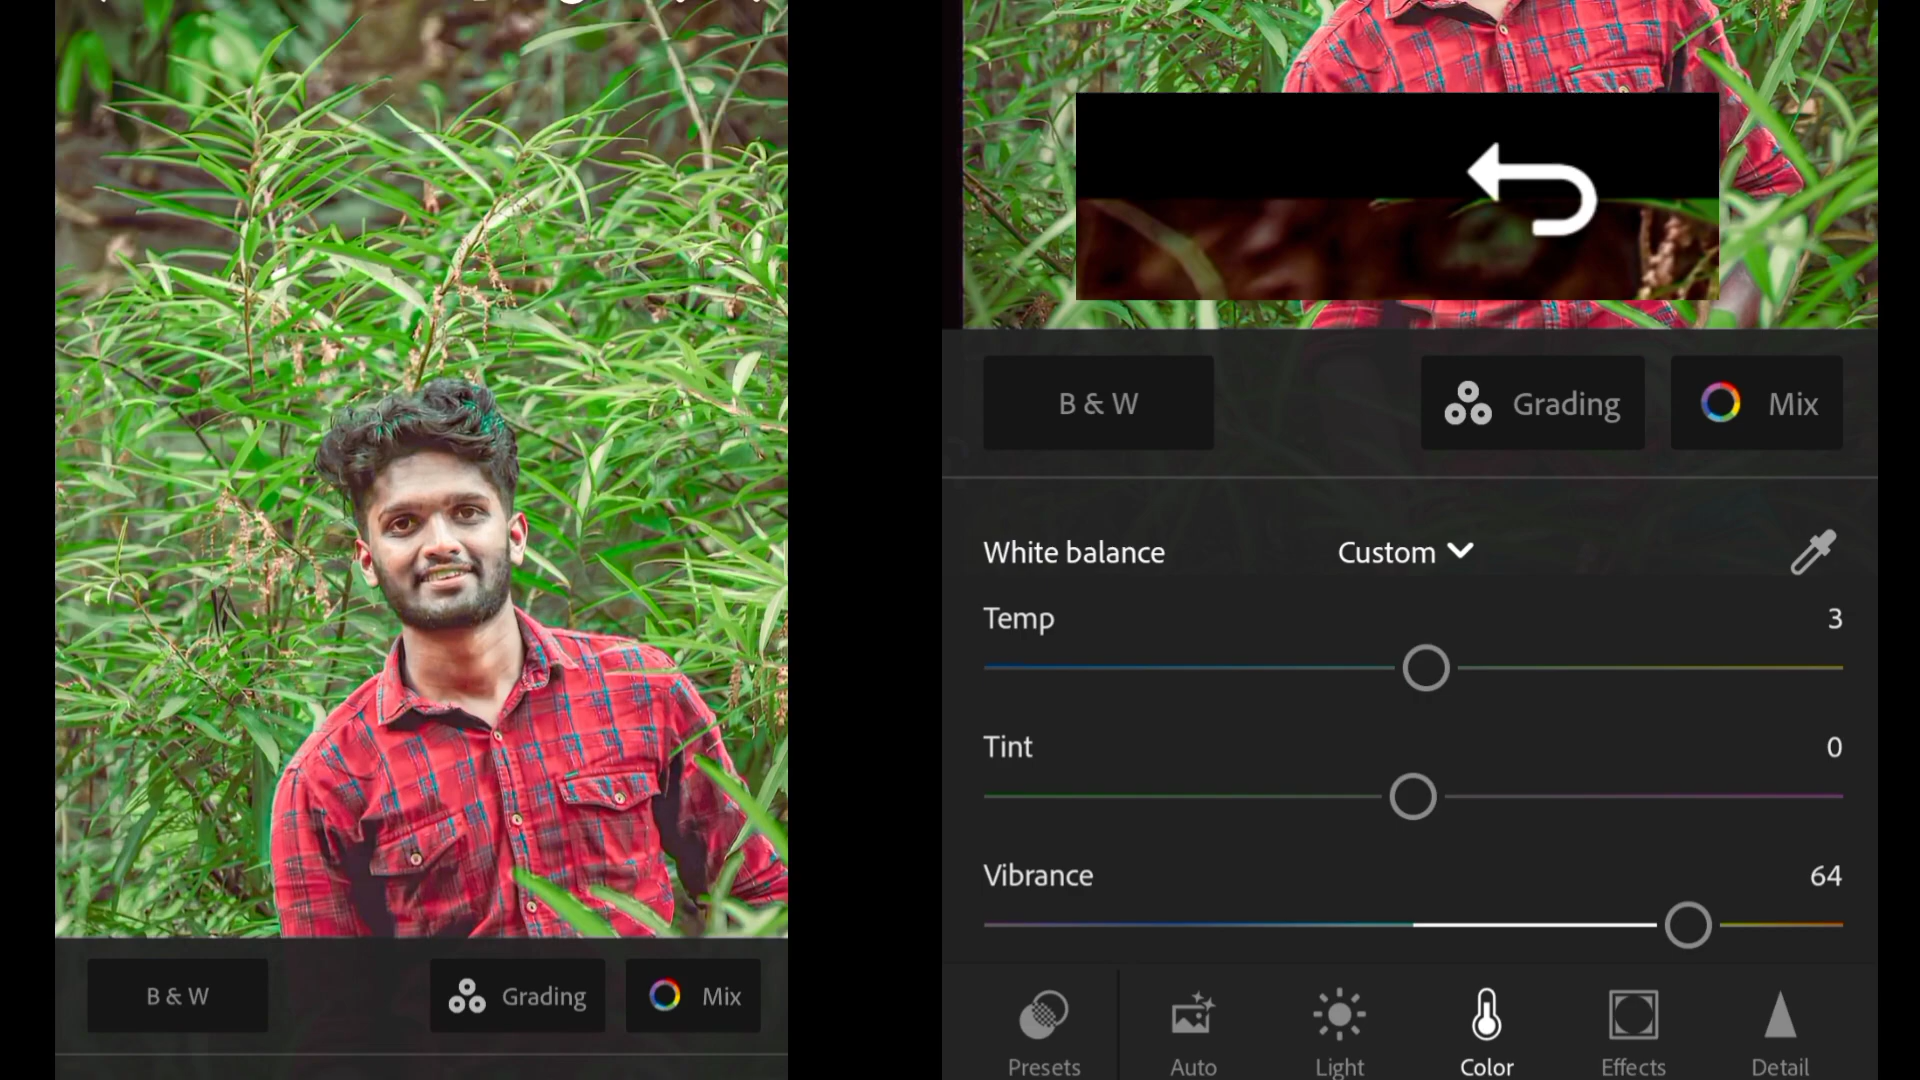 B & W
Grading
Mix
B & W
Grading
Mix
White balance
Custom
Temp
3
Tint
0
Vibrance
64
Presets
Auto
Light
Color
Effects
Detail